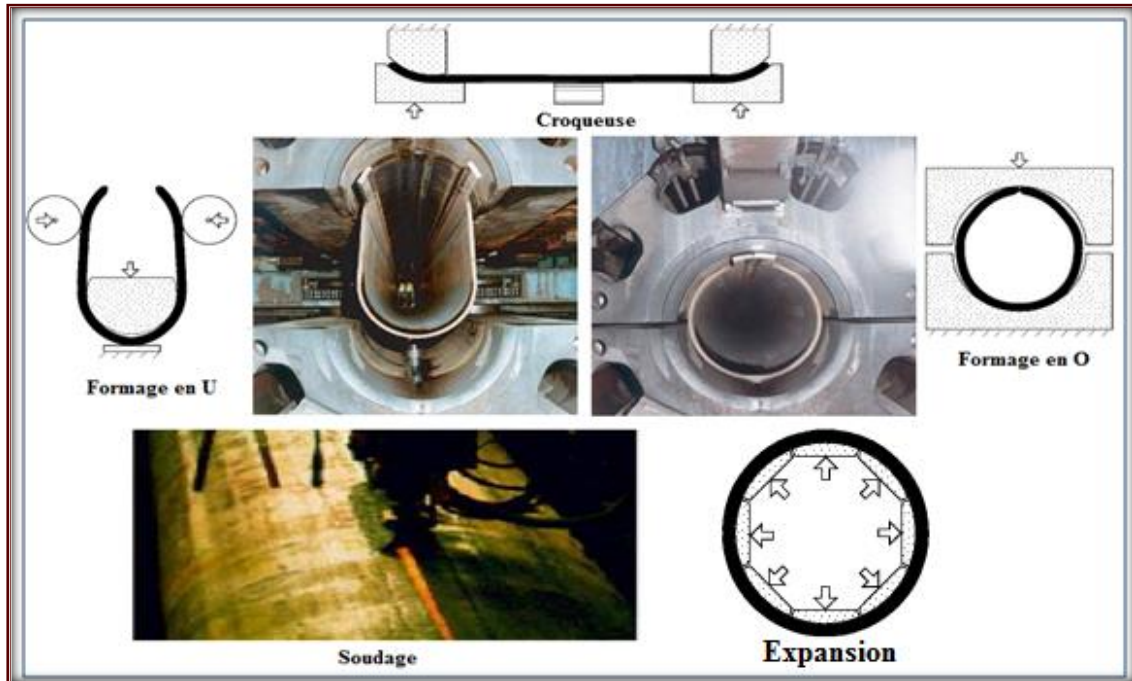 Croqueuse
Formage en U
Formage en O
Soudage
Expansion